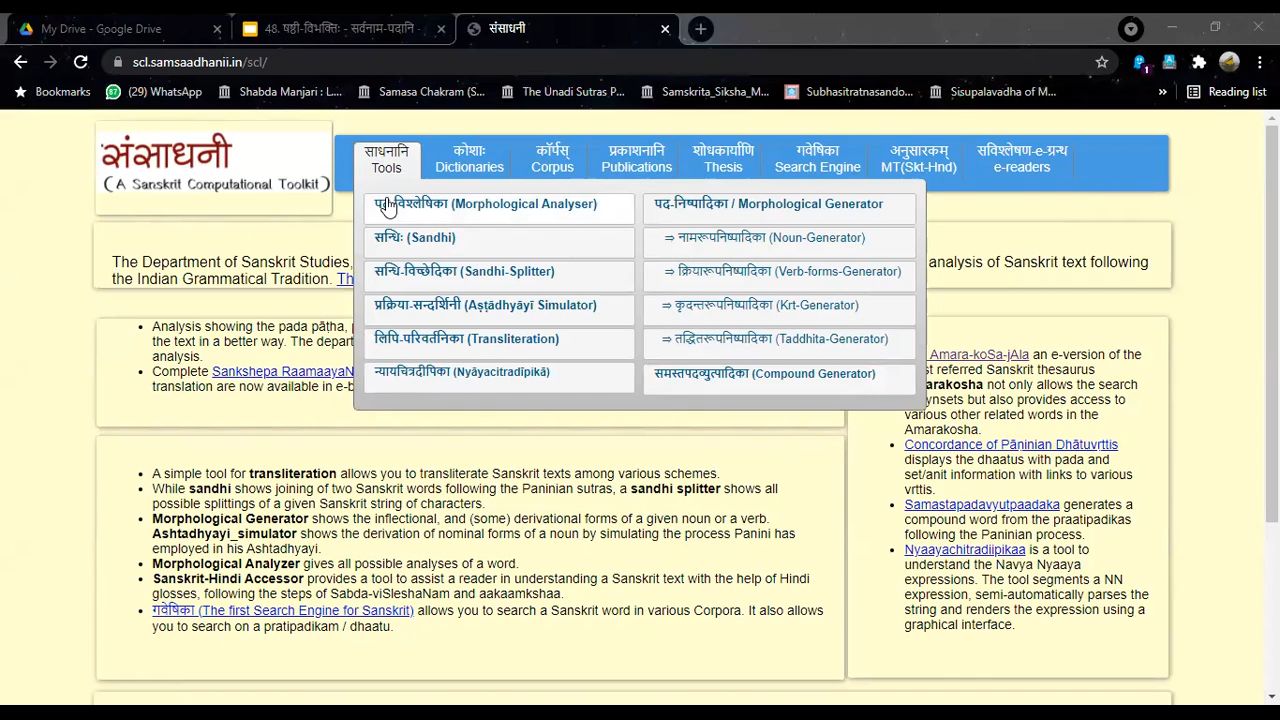 My Drive - Google Drive
48. षष्ठी-विभक्तिः - सर्वनाम-पदानि -
संसाधनी
scl.samsaadhanii.in/scl/
Bookmarks
(29) WhatsApp
Shabda Manjari : L...
Samasa Chakram (S...
The Unadi Sutras P...
Samskrita_Siksha_M...
Subhasitratnasando...
Sisupalavadha of M...
Reading list
संसाधनी
(A Sanskrit Computational Toolkit)
साधनानि
Tools
कोशाः
Dictionaries
कॉर्पस्
Corpus
प्रकाशनानि
Publications
शोधकार्याणि
Thesis
गवेषिका
Search Engine
अनुसारकम्
MT(Skt-Hnd)
सविश्लेषण-e-ग्रन्थ
e-readers
पद-विश्लेषिका (Morphological Analyser)
सन्धिः (Sandhi)
सन्धि-विच्छेदिका (Sandhi-Splitter)
प्रक्रिया-सन्दर्शिनी (Aṣṭādhyāyī Simulator)
लिपि-परिवर्तनिका (Transliteration)
न्यायचित्रदीपिका (Nyāyacitradīpikā)
पद-निष्पादिका / Morphological Generator
⇒ नामरूपनिष्पादिका (Noun-Generator)
⇒ क्रियारूपनिष्पादिका (Verb-forms-Generator)
⇒ कृदन्तरूपनिष्पादिका (Krt-Generator)
⇒ तद्धितरूपनिष्पादिका (Taddhita-Generator)
समस्तपदव्युत्पादिका (Compound Generator)
The Department of Sanskrit Studies,
analysis of Sanskrit text following
the Indian Grammatical Tradition. Th
• Analysis showing the pada pātha,
the text in a better way. The depart
analysis.
• Complete Sankshepa RaamaayaN
translation are now available in e-b
• A simple tool for transliteration allows you to transliterate Sanskrit texts among various schemes.
• While sandhi shows joining of two Sanskrit words following the Paninian sutras, a sandhi splitter shows all
possible splittings of a given Sanskrit string of characters.
• Morphological Generator shows the inflectional, and (some) derivational forms of a given noun or a verb.
Ashtadhyayi_simulator shows the derivation of nominal forms of a noun by simulating the process Panini has
employed in his Ashtadhyayi.
• Morphological Analyzer gives all possible analyses of a word.
• Sanskrit-Hindi Accessor provides a tool to assist a reader in understanding a Sanskrit text with the help of Hindi
glosses, following the steps of Sabda-viSleshaNam and aakaamkshaa.
• गवेषिका (The first Search Engine for Sanskrit) allows you to search a Sanskrit word in various Corpora. It also allows
you to search on a pratipadikam / dhaatu.
Amara-koSa-jAla an e-version of the
st referred Sanskrit thesaurus
arakosha not only allows the search
synsets but also provides access to
various other related words in the
Amarakosha.
• Concordance of Pāṇinian Dhātuvṛttis
displays the dhaatus with pada and
set/anit information with links to various
vrttis.
• Samastapadavyutpaadaka generates a
compound word from the praatipadikas
following the Paninian process.
• Nyaayachitradiipikaa is a tool to
understand the Navya Nyaaya
expressions. The tool segments a NN
expression, semi-automatically parses the
string and renders the expression using a
graphical interface.